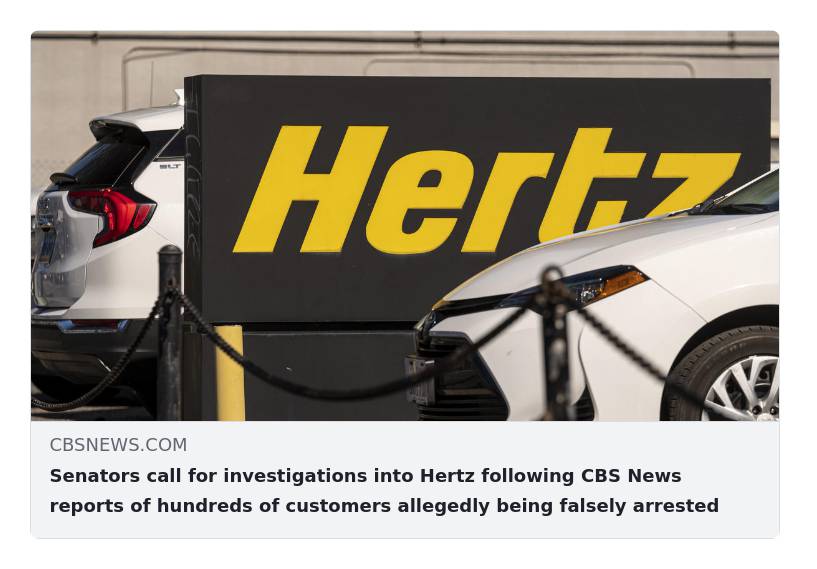 SLT
Hertz
CBSNEWS.COM
Senators call for investigations into Hertz following CBS News
reports of hundreds of customers allegedly being falsely arrested